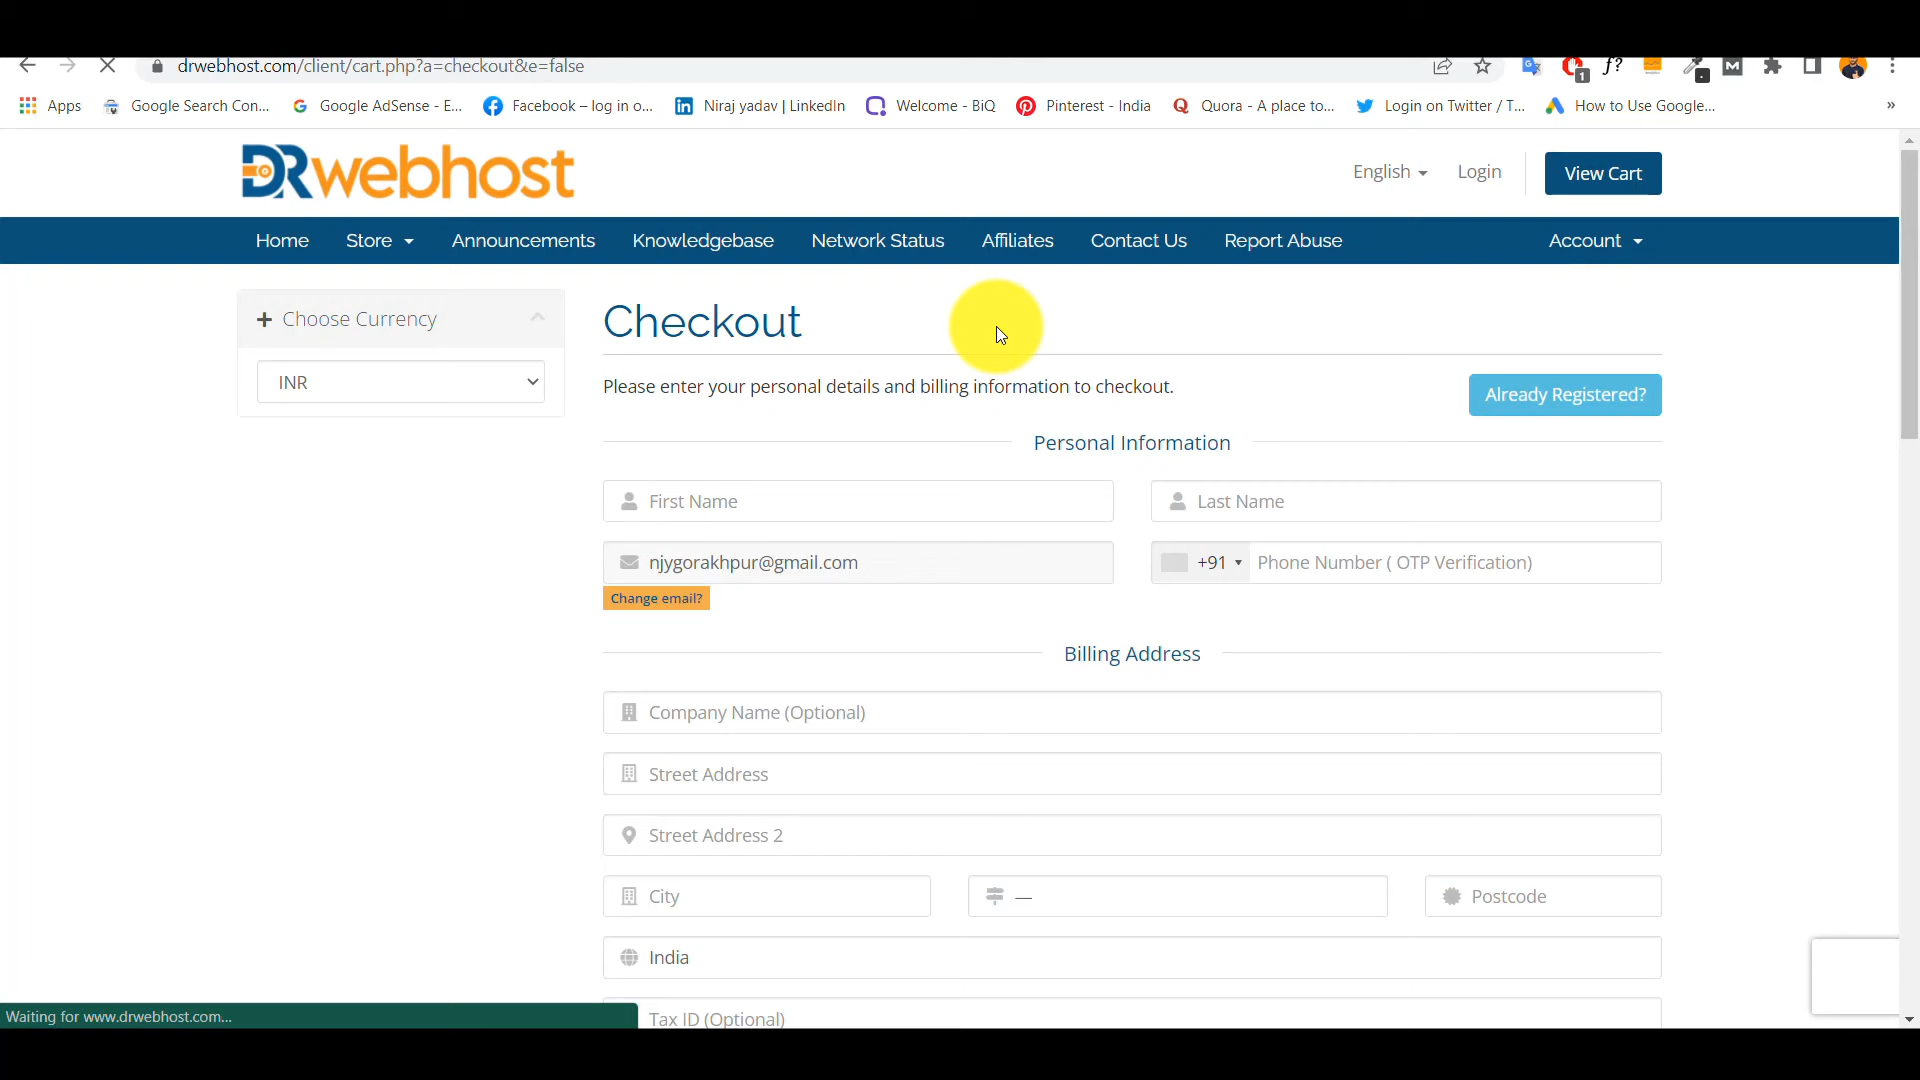 drwebhost.com/client/cart.php?a=checkout&e=false
1
f?
M
Apps
Google Search Con...
Google AdSense - E...
Facebook – log in o...
Niraj yadav | LinkedIn
Welcome - BiQ
Pinterest - India
Quora - A place to...
Login on Twitter / T...
How to Use Google...
»
DRwebhost
English
Login
View Cart
Home
Store
Announcements
Knowledgebase
Network Status
Affiliates
Contact Us
Report Abuse
Account
Choose Currency
INR
Checkout
Please enter your personal details and billing information to checkout.
Already Registered?
Personal Information
First Name
Last Name
njygorakhpur@gmail.com
+91
Phone Number ( OTP Verification)
Change email?
Billing Address
Company Name (Optional)
Street Address
Street Address 2
City
—
Postcode
India
Tax ID (Optional)
Waiting for www.drwebhost.com...